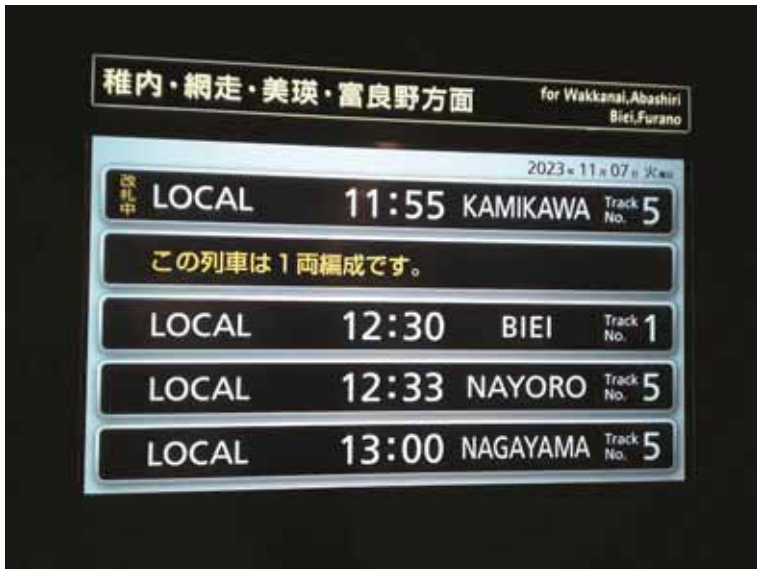 稚内・網走・美瑛・富良野方面
for Wakkanai,Abashiri
Biei,Furano
2023年11月07日 火曜日
改札中 LOCAL 11:55 KAMIKAWA Track No. 5
この列車は1両編成です。
LOCAL 12:30 BIEI Track No. 1
LOCAL 12:33 NAYORO Track No. 5
LOCAL 13:00 NAGAYAMA Track No. 5